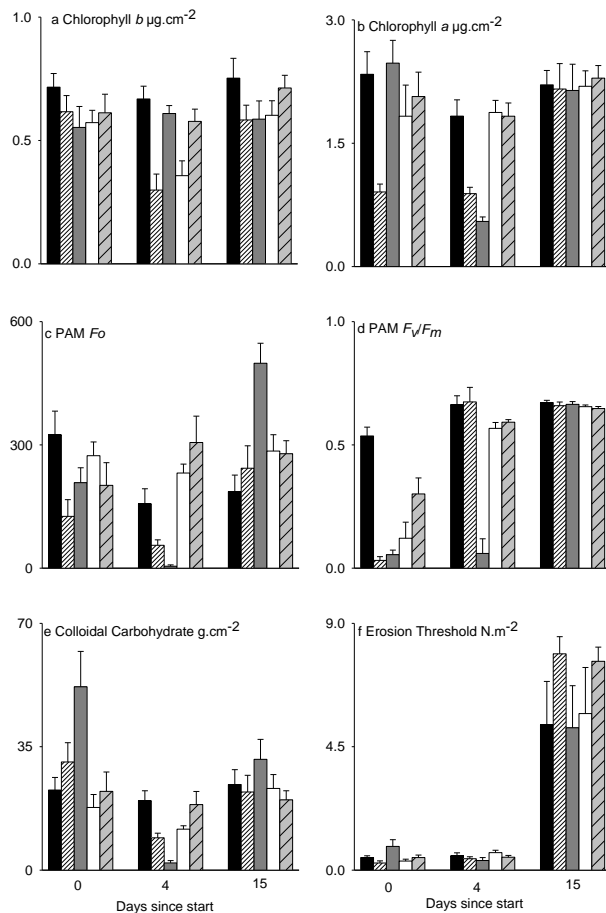 a Chlorophyll b µg.cm-2
1.0
0.5
0.0
b Chlorophyll a µg.cm-2
3.0
1.5
0.0
c PAM Fo
600
300
0
d PAM Fv/Fm
1.0
0.5
0.0
e Colloidal Carbohydrate g.cm-2
70
35
0
0 4 15
Days since start
f Erosion Threshold N.m-2
9.0
4.5
0.0
0 4 15
Days since start